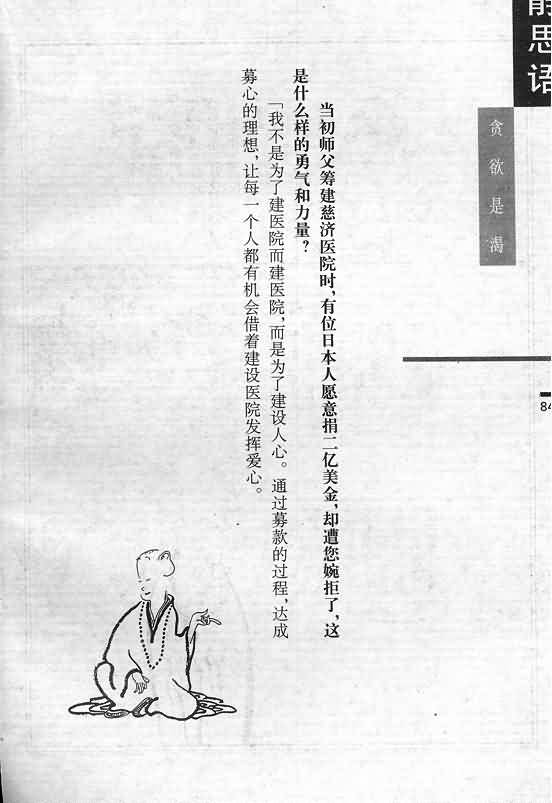 静思语
贪欲是渴
84
当初师父筹建慈济医院时，有位日本人愿意捐二亿美金，却遭您婉拒了，这
是什么样的勇气和力量？
「我不是为了建医院而建医院，而是为了建设人心。通过募款的过程，达成
募心的理想，让每一个人都有机会借着建设医院发挥爱心。